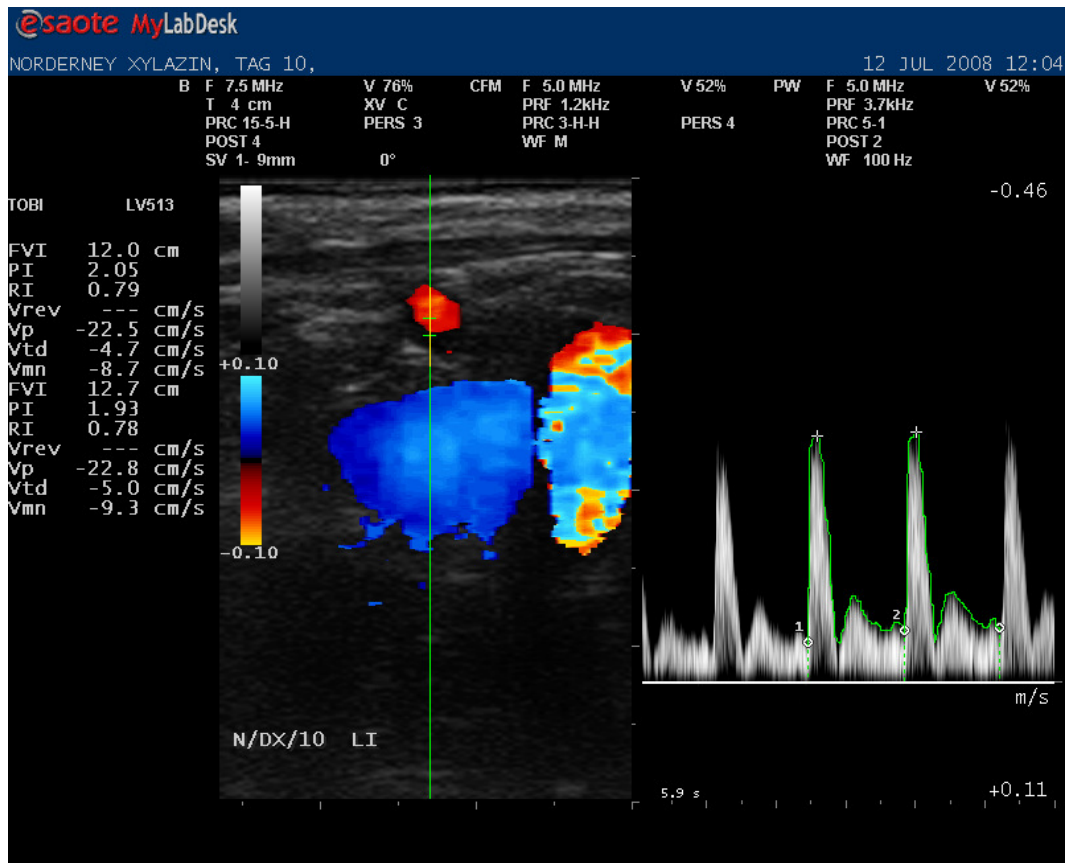 esaote MyLabDesk
NORDERNEY XYLAZIN, TAG 10, 12 JUL 2008 12:04
B F 7.5 MHz V 76% CFM F 5.0 MHz V 52% PW F 5.0 MHz V 52%
T 4 cm XV C PRF 1.2kHz PRF 3.7kHz
PRC 15-5-H PERS 3 PRC 3-H-H PERS 4 PRC 5-1
POST 4 WF M POST 2
SV 1- 9mm 0° WF 100 Hz
-0.46
TOBI LV513
FVI 12.0 cm
PI 2.05
RI 0.79
Vrev --- cm/s
Vp -22.5 cm/s
Vtd -4.7 cm/s
Vmn -8.7 cm/s
+0.10
FVI 12.7 cm
PI 1.93
RI 0.78
Vrev --- cm/s
Vp -22.8 cm/s
Vtd -5.0 cm/s
Vmn -9.3 cm/s
-0.10
1 2
m/s
N/DX/10 LI
5.9 s +0.11